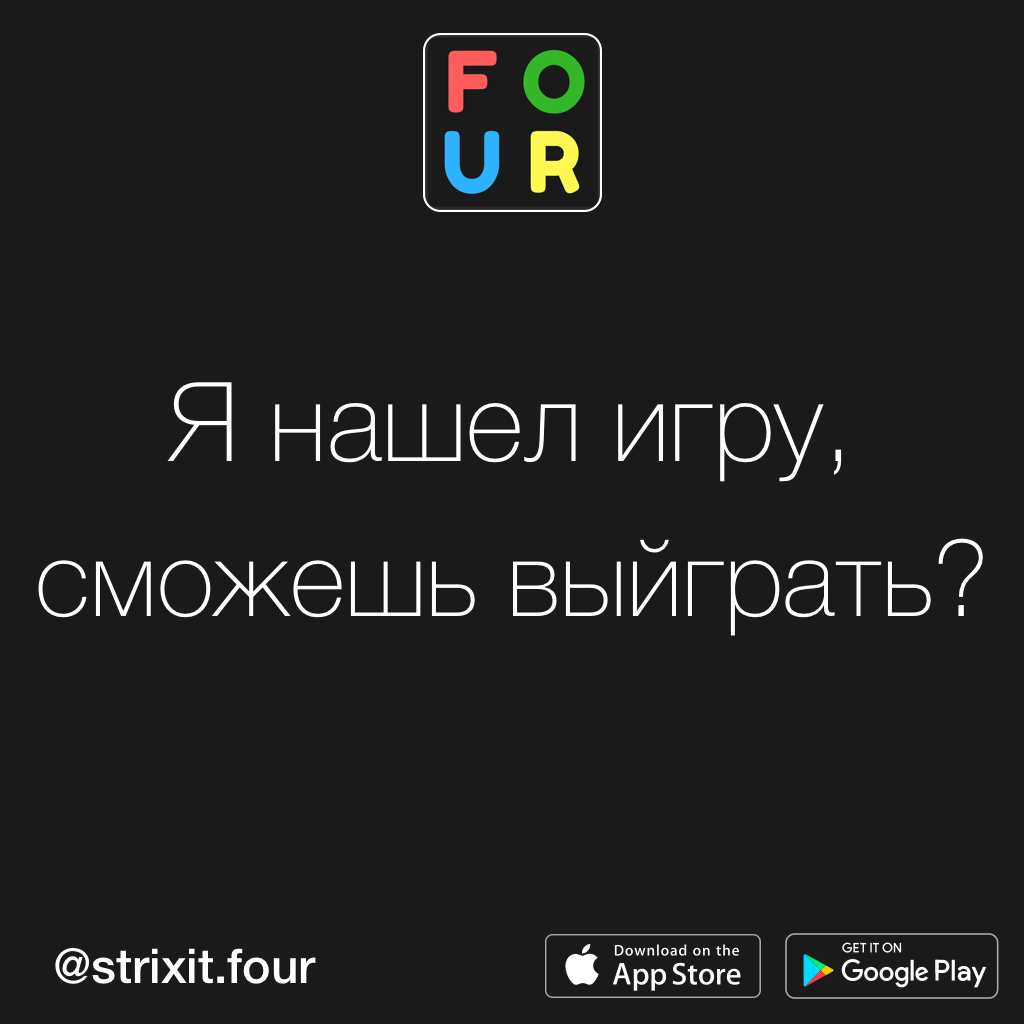 F O
U R
Я нашел игру,
сможешь выйграть?
@strixit.four
Download on the
App Store
GET IT ON
Google Play